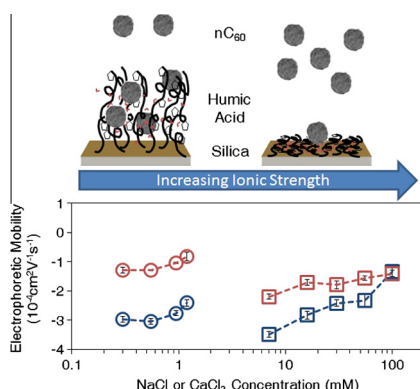 nC60
Humic
Acid
Silica
Increasing Ionic Strength
Electrophoretic Mobility
(10-4cm2V-1s-1)
1
0
-1
-2
-3
-4
0.1
1
10
100
NaCl or CaCl2 Concentration (mM)